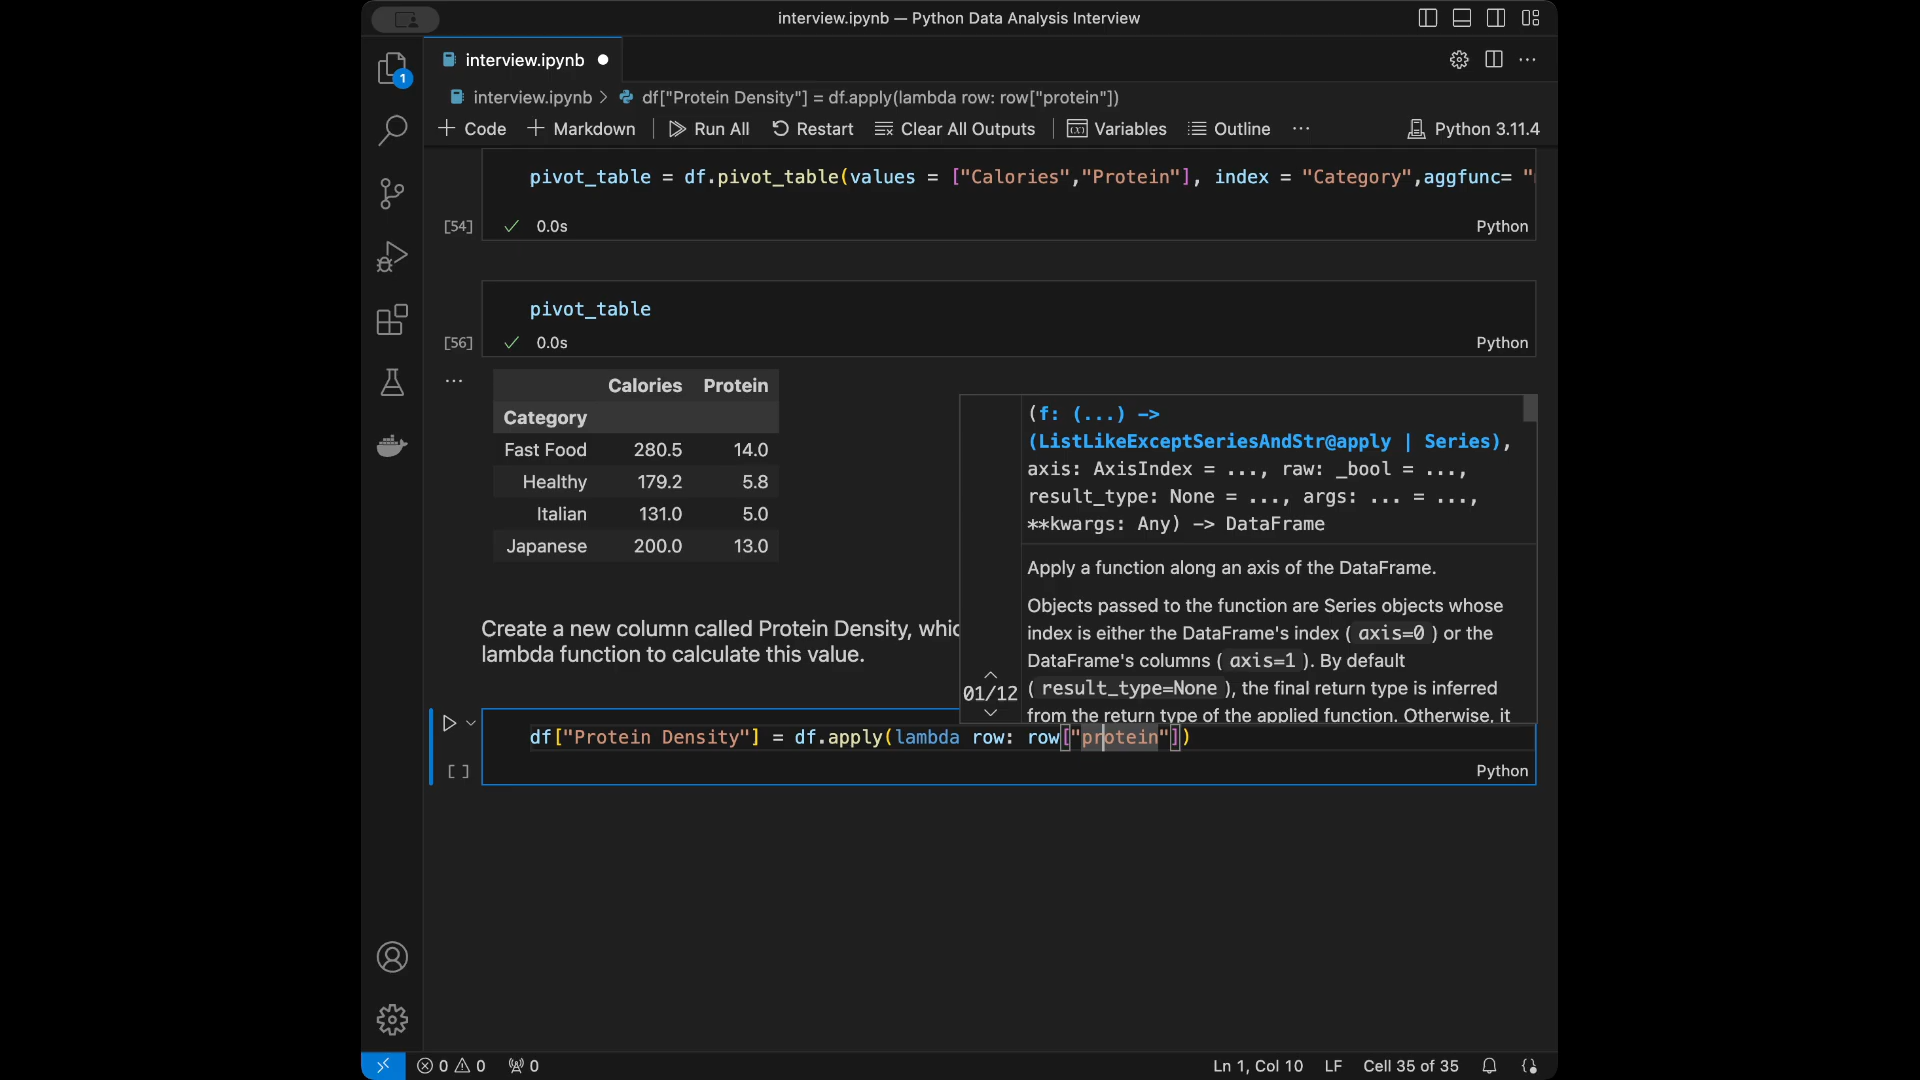 interview.ipynb — Python Data Analysis Interview
interview.ipynb
1
interview.ipynb > df["Protein Density"] = df.apply(lambda row: row["protein"])
Code Markdown Run All Restart Clear All Outputs Variables Outline ... Python 3.11.4
pivot_table = df.pivot_table(values = ["Calories","Protein"], index = "Category",aggfunc= "
[54] 0.0s Python
pivot_table
[56] 0.0s Python
Calories Protein
Category
Fast Food 280.5 14.0
Healthy 179.2 5.8
Italian 131.0 5.0
Japanese 200.0 13.0
(f: (...) ->
(ListLikeExceptSeriesAndStr@apply | Series),
axis: AxisIndex = ..., raw: _bool = ...,
result_type: None = ..., args: ... = ...,
**kwargs: Any) -> DataFrame
Apply a function along an axis of the DataFrame.
Objects passed to the function are Series objects whose
index is either the DataFrame's index ( axis=0 ) or the
DataFrame's columns ( axis=1 ). By default
( result_type=None ), the final return type is inferred
from the return type of the applied function. Otherwise, it
01/12
Create a new column called Protein Density,
lambda function to calculate this value.
df["Protein Density"] = df.apply(lambda row: row["protein"])
[ ] Python
0 0 0 Ln 1, Col 10 LF Cell 35 of 35